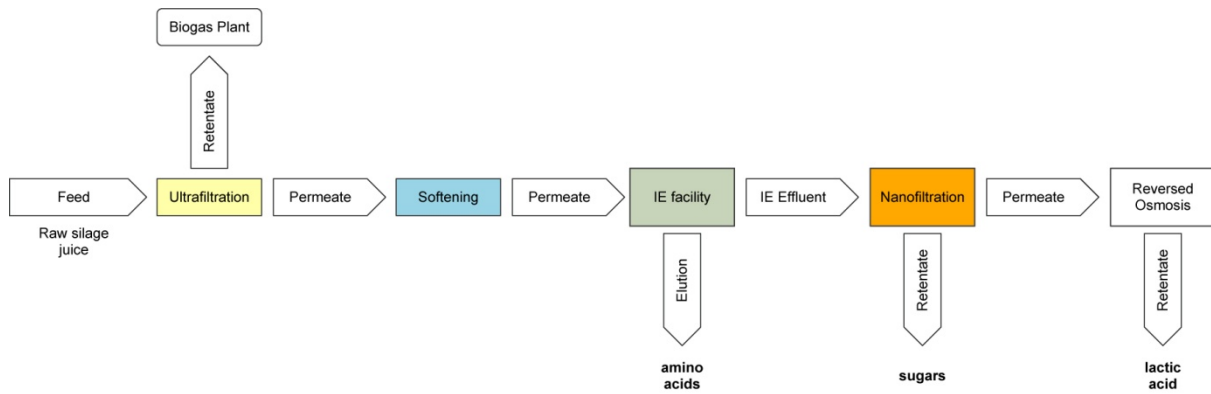 Biogas Plant
Retentate
Feed
Ultrafiltration
Permeate
Softening
Permeate
IE facility
IE Effluent
Nanofiltration
Permeate
Reversed
Osmosis
Raw silage
juice
Elution
Retentate
Retentate
amino
acids
sugars
lactic
acid